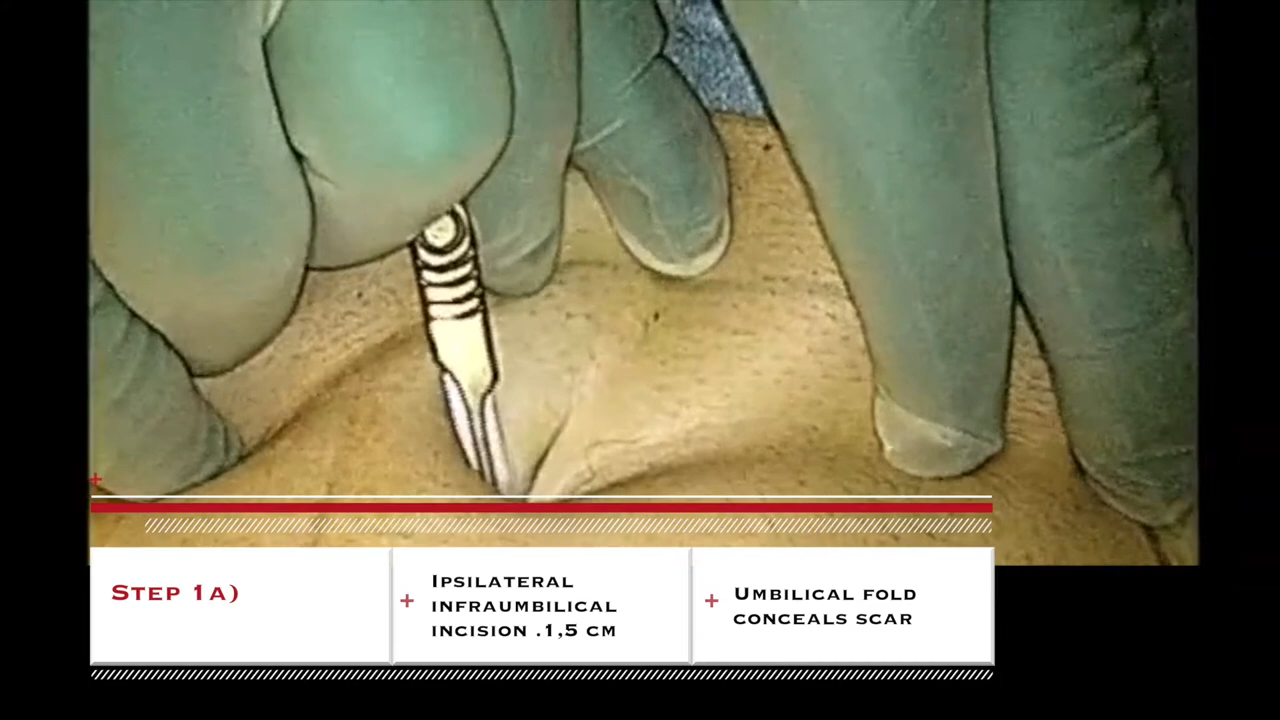 Step 1a)
+ Ipsilateral
infraumbilical
incision .1,5 cm
+ Umbilical fold
conceals scar